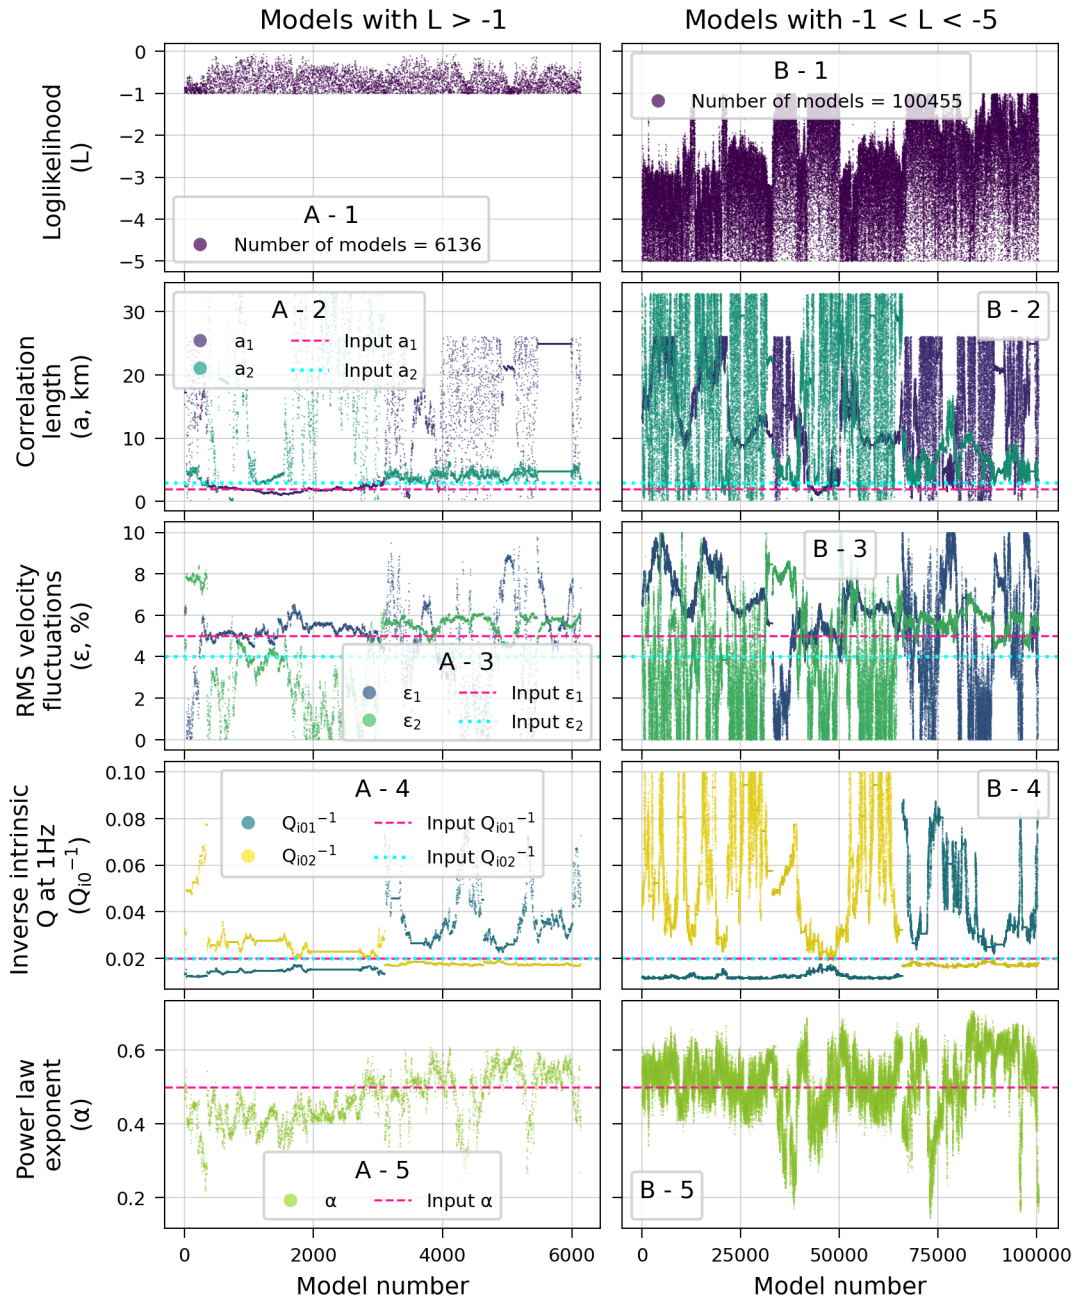 Models with L > -1
Models with -1 < L < -5
Loglikelihood
(L)
0
−1
−2
−3
−4
−5
A - 1
Number of models = 6136
B - 1
Number of models = 100455
Correlation
length
(a, km)
30
20
10
0
A - 2
a₁
Input a₁
a₂
Input a₂
B - 2
RMS velocity
fluctuations
(ε, %)
10
8
6
4
2
0
A - 3
ε₁
Input ε₁
ε₂
Input ε₂
B - 3
Inverse intrinsic
Q at 1Hz
(Qᵢ₀⁻¹)
0.10
0.08
0.06
0.04
0.02
A - 4
Qᵢ₀₁⁻¹
Input Qᵢ₀₁⁻¹
Qᵢ₀₂⁻¹
Input Qᵢ₀₂⁻¹
B - 4
Power law
exponent
(α)
0.6
0.4
0.2
A - 5
α
Input α
B - 5
0 2000 4000 6000
0 25000 50000 75000 100000
Model number
Model number